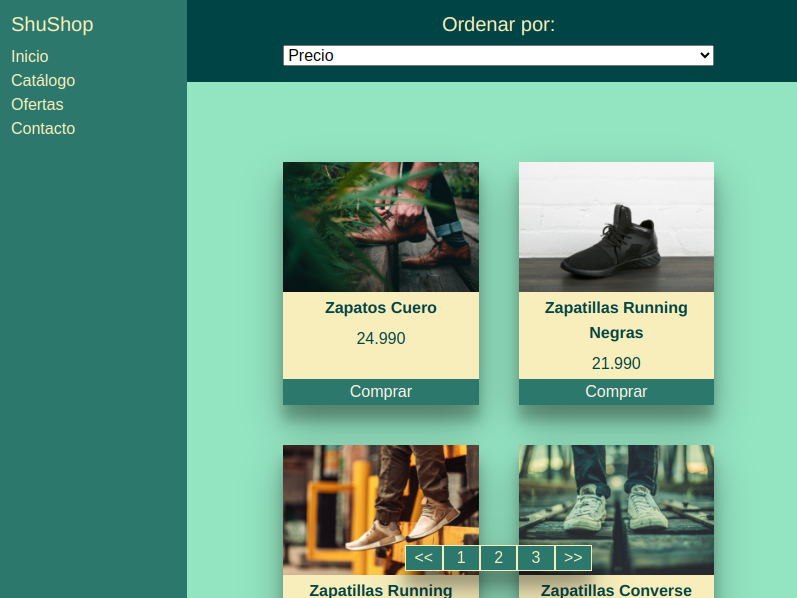 ShuShop
Inicio
Catálogo
Ofertas
Contacto
Ordenar por:
Precio
Zapatos Cuero
24.990
Comprar
Zapatillas Running
Negras
21.990
Comprar
<< 1 2 3 >>
Zapatillas Running
Zapatillas Converse